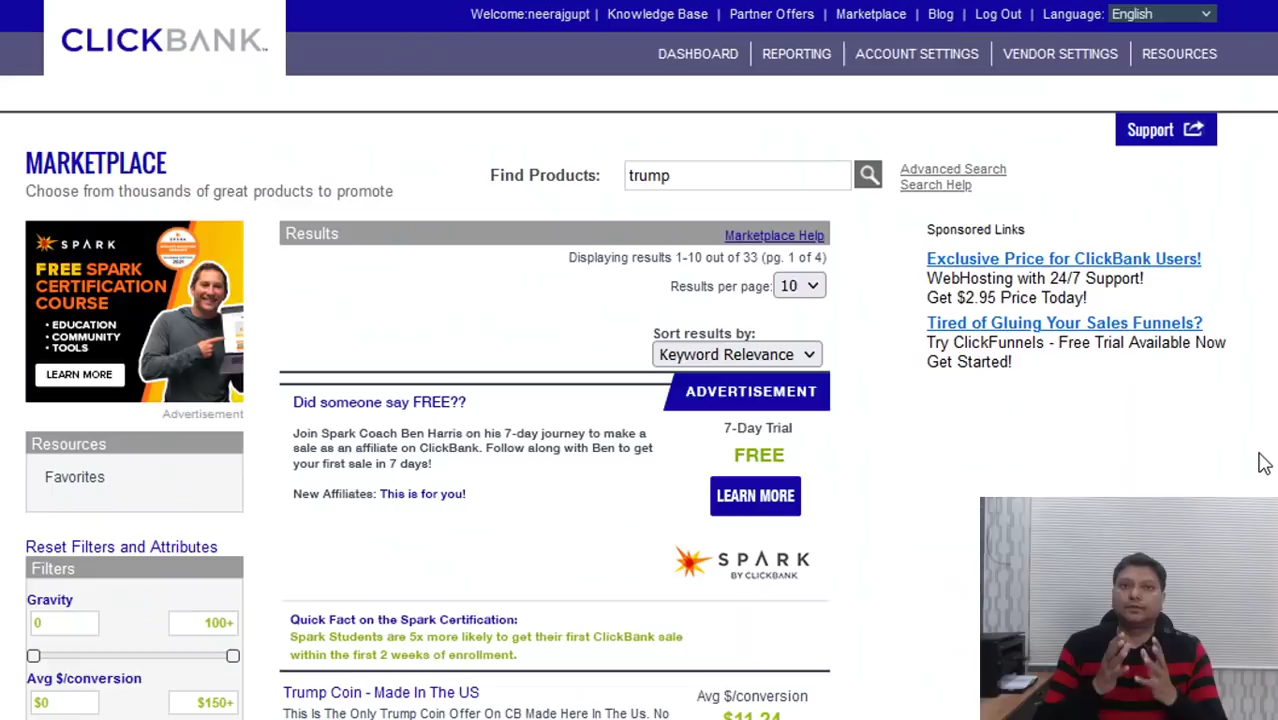 Welcome:neerajgupt | Knowledge Base | Partner Offers | Marketplace | Blog | Log Out | Language: English
CLICKBANK™
DASHBOARD | REPORTING | ACCOUNT SETTINGS | VENDOR SETTINGS | RESOURCES
Support
MARKETPLACE
Choose from thousands of great products to promote
Find Products: trump
Advanced Search
Search Help
SPARK
FREE SPARK
CERTIFICATION
COURSE
• EDUCATION
• COMMUNITY
• TOOLS
LEARN MORE
Advertisement
Resources
Favorites
Reset Filters and Attributes
Filters
Gravity
0 100+
Avg $/conversion
$0 $150+
Results Marketplace Help
Displaying results 1-10 out of 33 (pg. 1 of 4)
Results per page: 10
Sort results by:
Keyword Relevance
ADVERTISEMENT
Did someone say FREE??
Join Spark Coach Ben Harris on his 7-day journey to make a
sale as an affiliate on ClickBank. Follow along with Ben to get
your first sale in 7 days!
New Affiliates: This is for you!
7-Day Trial
FREE
LEARN MORE
SPARK
BY CLICKBANK
Quick Fact on the Spark Certification:
Spark Students are 5x more likely to get their first ClickBank sale
within the first 2 weeks of enrollment.
Trump Coin - Made In The US
This Is The Only Trump Coin Offer On CB Made Here In The Us. No
Avg $/conversion
$11.24
Sponsored Links
Exclusive Price for ClickBank Users!
WebHosting with 24/7 Support!
Get $2.95 Price Today!
Tired of Gluing Your Sales Funnels?
Try ClickFunnels - Free Trial Available Now
Get Started!